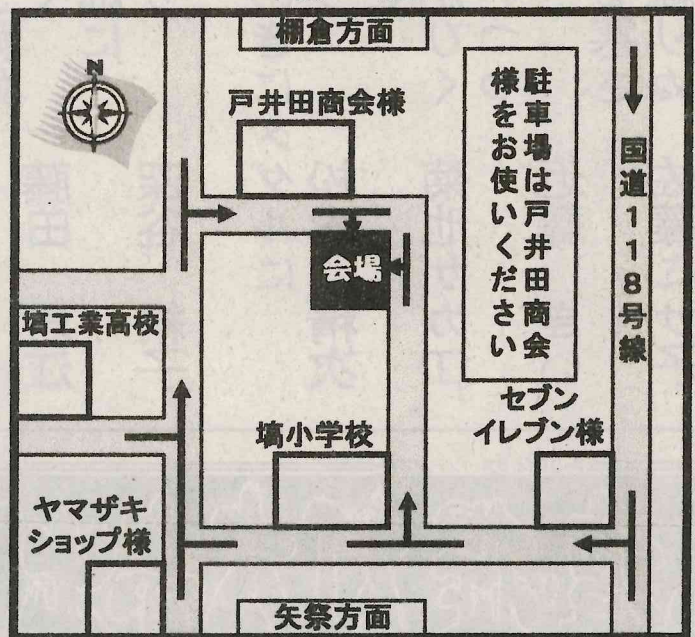 棚倉方面
N
戸井田商会様
駐車場は戸井田商会
様をお使いください
国道118号線
会場
塙工業高校
セブン
イレブン様
塙小学校
ヤマザキ
ショップ様
矢祭方面